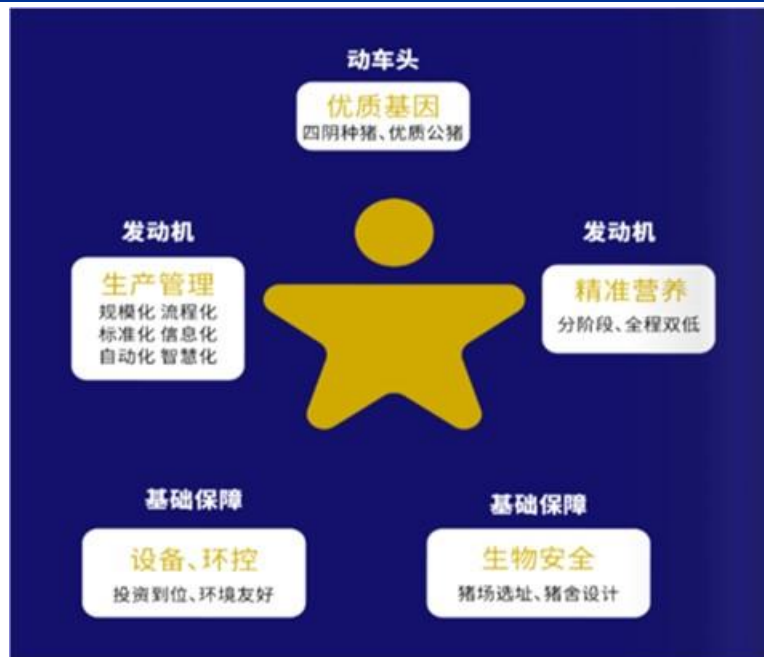 动车头
优质基因
四阴种猪、优质公猪
发动机
生产管理
规模化 流程化
标准化 信息化
自动化 智慧化
发动机
精准营养
分阶段、全程双低
基础保障
设备、环控
投资到位、环境友好
基础保障
生物安全
猪场选址、猪舍设计